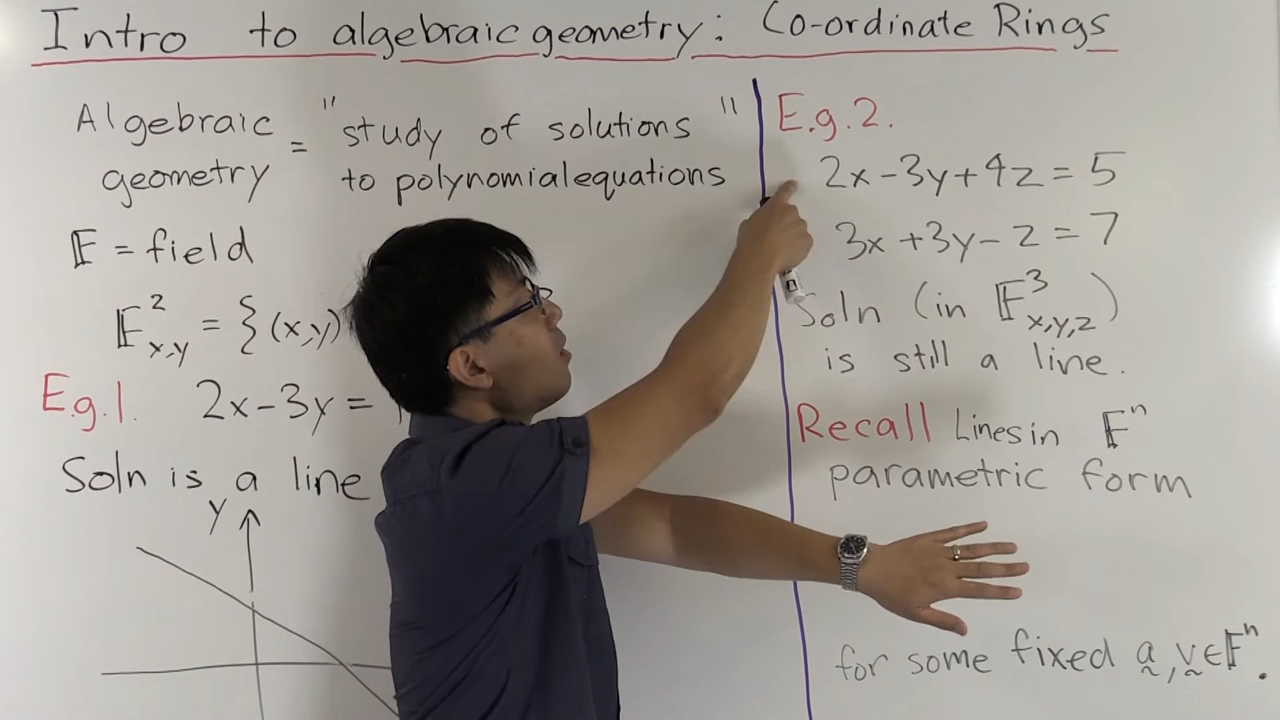 Intro to algebraic geometry: Co-ordinate Rings
Algebraic geometry = "study of solutions to polynomial equations"
𝔽 = field
𝔽²x,y = {(x,y)
E.g.1. 2x-3y =
Soln is a line
y
E.g.2.
2x-3y+4z = 5
3x+3y-z = 7
Soln (in 𝔽³x,y,z)
is still a line.
Recall Lines in 𝔽ⁿ
parametric form
for some fixed a, v ∈ 𝔽ⁿ.